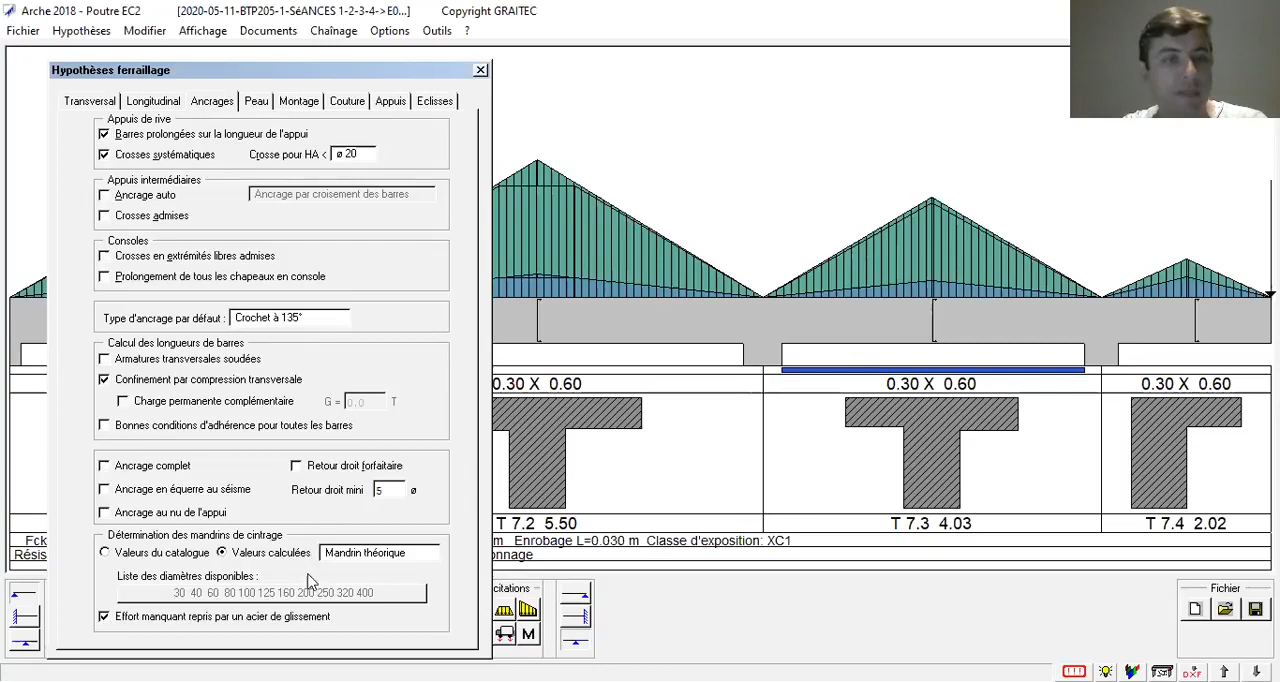 Arche 2018 - Poutre EC2 [2020-05-11-BTP205-1-SéANCES 1-2-3-4->E0...] Copyright GRAITEC
Fichier Hypothèses Modifier Affichage Documents Chaînage Options Outils ?
Hypothèses ferraillage
Transversal Longitudinal Ancrages Peau Montage Couture Appuis Eclisses
Appuis de rive
Barres prolongées sur la longueur de l'appui
Crosses systématiques Crosse pour HA < ø 20
Appuis intermédiaires
Ancrage auto Ancrage par croisement des barres
Crosses admises
Consoles
Crosses en extrémités libres admises
Prolongement de tous les chapeaux en console
Type d'ancrage par défaut : Crochet à 135°
Calcul des longueurs de barres
Armatures transversales soudées
Confinement par compression transversale
Charge permanente complémentaire G = 0.0 T
Bonnes conditions d'adhérence pour toutes les barres
Ancrage complet Retour droit forfaitaire
Ancrage en équerre au séisme Retour droit mini 5 ø
Ancrage au nu de l'appui
Détermination des mandrins de cintrage
Valeurs du catalogue Valeurs calculées Mandrin théorique
Liste des diamètres disponibles :
30 40 60 80 100 125 160 200 250 320 400
Effort manquant repris par un acier de glissement
0.30 X 0.60 0.30 X 0.60 0.30 X 0.60
T 7.2 5.50 T 7.3 4.03 T 7.4 2.02
Fck m Enrobage L=0.030 m Classe d'exposition: XC1
Résis onnage
citations
M
Fichier
DXF